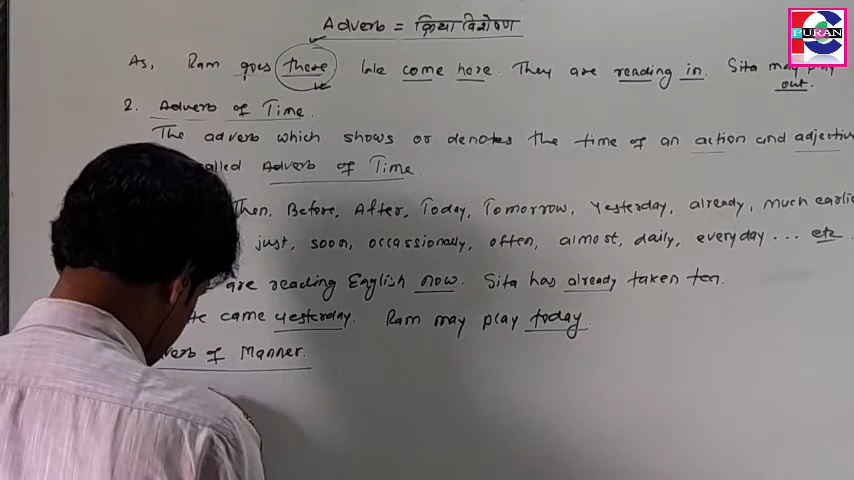 PURAN
Adverb = क्रिया विशेषण
As, Ram goes there We come here. They are reading in. Sita may play
out.
2. Adverb of Time.
The adverb which shows or denotes the time of an action and adjective
called Adverb of Time.
Then, Before, After, Today, Tomorrow, Yesterday, already, much earlie
just, soon, occassionally, often, almost, daily, everyday ... etc.
are reading English now. Sita has already taken ten.
came yesterday. Ram may play today.
verb of Manner.